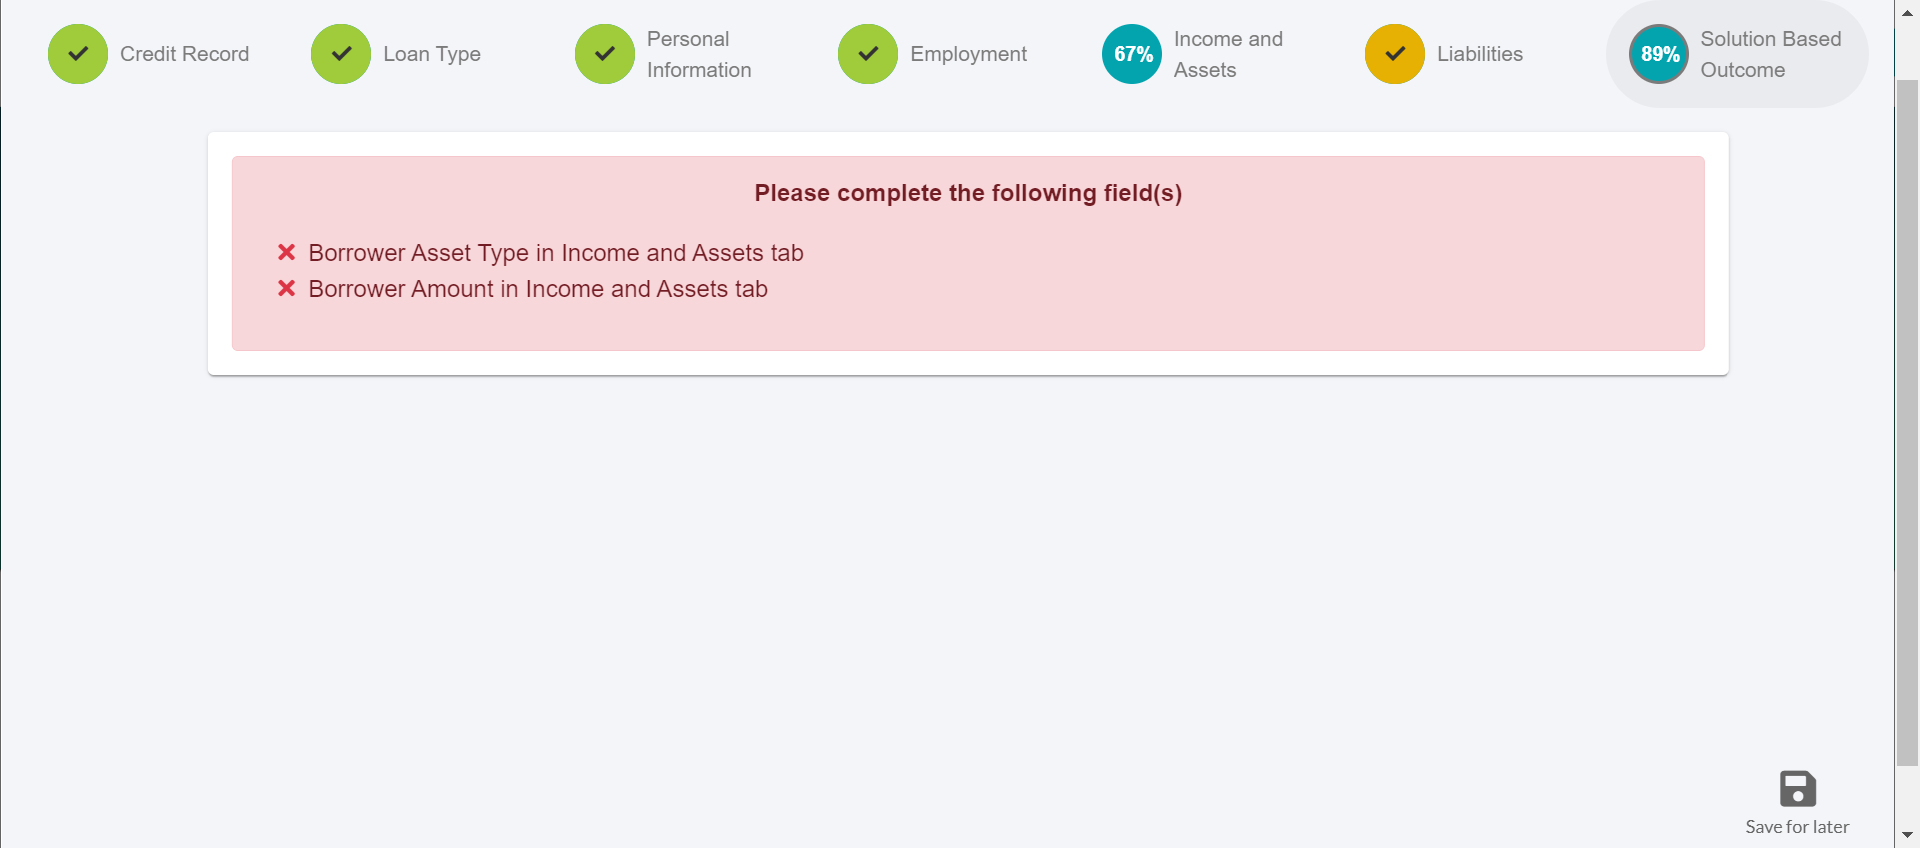 Credit Record
Loan Type
Personal
Information
Employment
67%
Income and
Assets
Liabilities
89%
Solution Based
Outcome
Please complete the following field(s)
Borrower Asset Type in Income and Assets tab
Borrower Amount in Income and Assets tab
Save for later